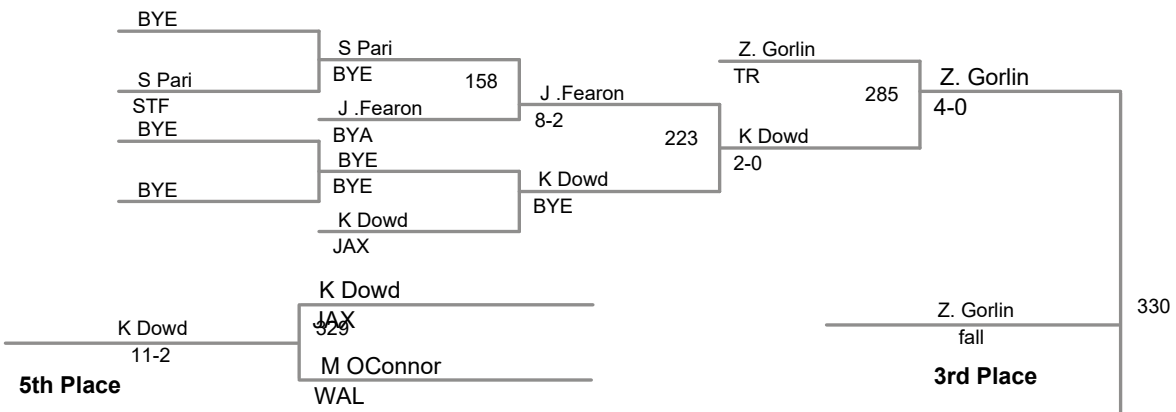 BYE
S Pari
STF
BYE
BYE
S Pari
BYE
158
J .Fearon
BYA
BYE
BYE
K Dowd
JAX
J .Fearon
8-2
223
K Dowd
BYE
Z. Gorlin
TR
285
K Dowd
2-0
Z. Gorlin
4-0
K Dowd
JAX
329
K Dowd
11-2
M OConnor
WAL
5th Place
Z. Gorlin
fall
330
3rd Place